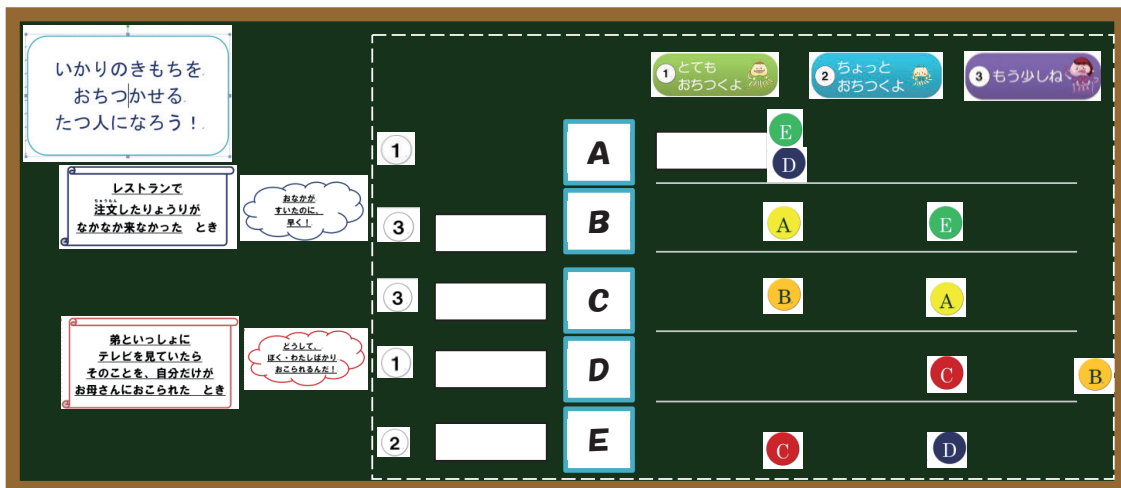 いかりのきもちを
おちつかせる
たつ人になろう！
レストランで
ちゅうもん
注文したりょうりが
なかなか来なかった とき
おなかが
すいたのに、
早く！
弟といっしょに
テレビを見ていたら
そのことを、自分だけが
お母さんにおこられた とき
どうして、
ぼく・わたしばかり
おこられるんだ！
① とても
おちつくよ
② ちょっと
おちつくよ
③ もう少しね
① A E
D
③ B A E
③ C B A
① D C B
② E C D